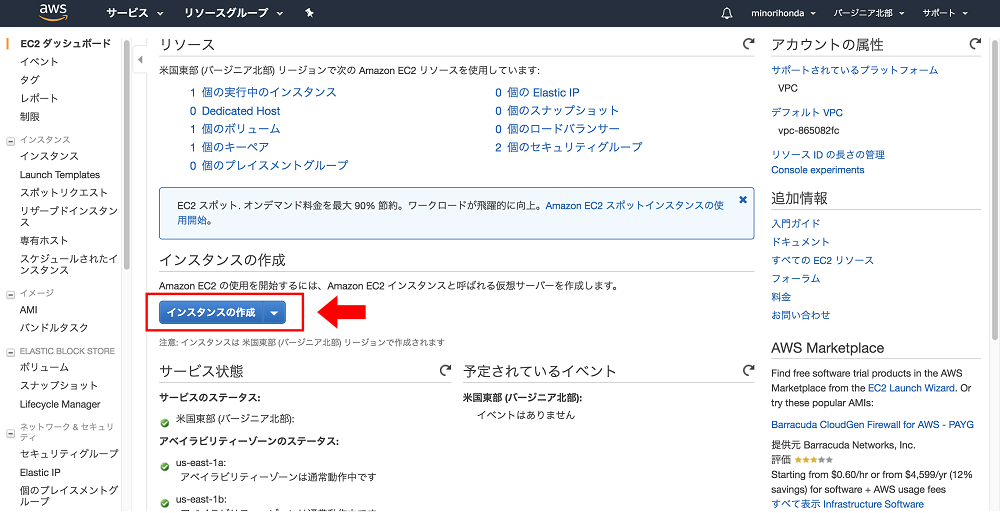 aws サービス リソースグループ minorihonda バージニア北部 サポート
EC2 ダッシュボード
イベント
タグ
レポート
制限
インスタンス
インスタンス
Launch Templates
スポットリクエスト
リザーブドインスタン
ス
専有ホスト
スケジュールされたイ
ンスタンス
イメージ
AMI
バンドルタスク
ELASTIC BLOCK STORE
ボリューム
スナップショット
Lifecycle Manager
ネットワーク & セキュリ
ティ
セキュリティグループ
Elastic IP
個のプレイスメントグ
ループ
リソース
米国東部 (バージニア北部) リージョンで次の Amazon EC2 リソースを使用しています:
1 個の実行中のインスタンス
0 Dedicated Host
1 個のボリューム
1 個のキーペア
0 個のプレイスメントグループ
0 個の Elastic IP
0 個のスナップショット
0 個のロードバランサー
2 個のセキュリティグループ
EC2 スポット. オンデマンド料金を最大 90% 節約。ワークロードが飛躍的に向上。Amazon EC2 スポットインスタンスの使
用開始。
インスタンスの作成
Amazon EC2 の使用を開始するには、Amazon EC2 インスタンスと呼ばれる仮想サーバーを作成します。
インスタンスの作成
注意: インスタンスは 米国東部 (バージニア北部) リージョンで作成されます
サービス状態
サービスのステータス:
米国東部 (バージニア北部):
アベイラビリティーゾーンのステータス:
us-east-1a:
アベイラビリティーゾーンは通常動作中です
us-east-1b:
アベイラビリティーゾーンは通常動作中です
予定されているイベント
米国東部 (バージニア北部):
イベントはありません
アカウントの属性
サポートされているプラットフォーム
VPC
デフォルト VPC
vpc-865082fc
リソース ID の長さの管理
Console experiments
追加情報
入門ガイド
ドキュメント
すべての EC2 リソース
フォーラム
料金
お問い合わせ
AWS Marketplace
Find free software trial products in the AWS
Marketplace from the EC2 Launch Wizard. Or
try these popular AMIs:
Barracuda CloudGen Firewall for AWS - PAYG
提供元 Barracuda Networks, Inc.
評価
Starting from $0.60/hr or from $4,599/yr (12%
savings) for software + AWS usage fees
すべて表示 Infrastructure Software